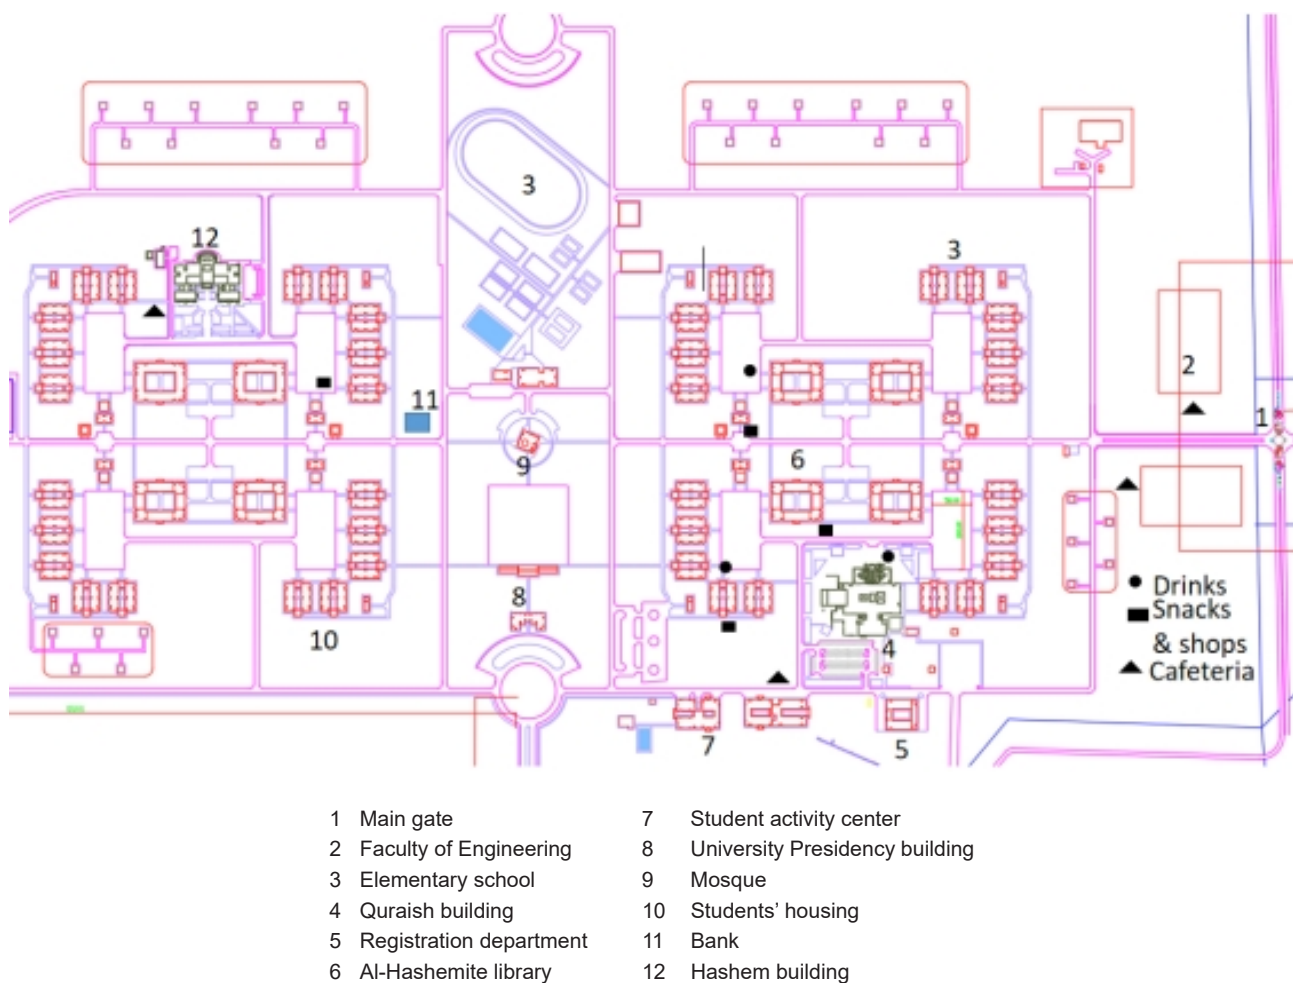 3
12
3
2
11
1
9
6
● Drinks
■ Snacks
& shops
▲ Cafeteria
8
10
4
7
5
1 Main gate
2 Faculty of Engineering
3 Elementary school
4 Quraish building
5 Registration department
6 Al-Hashemite library
7 Student activity center
8 University Presidency building
9 Mosque
10 Students’ housing
11 Bank
12 Hashem building